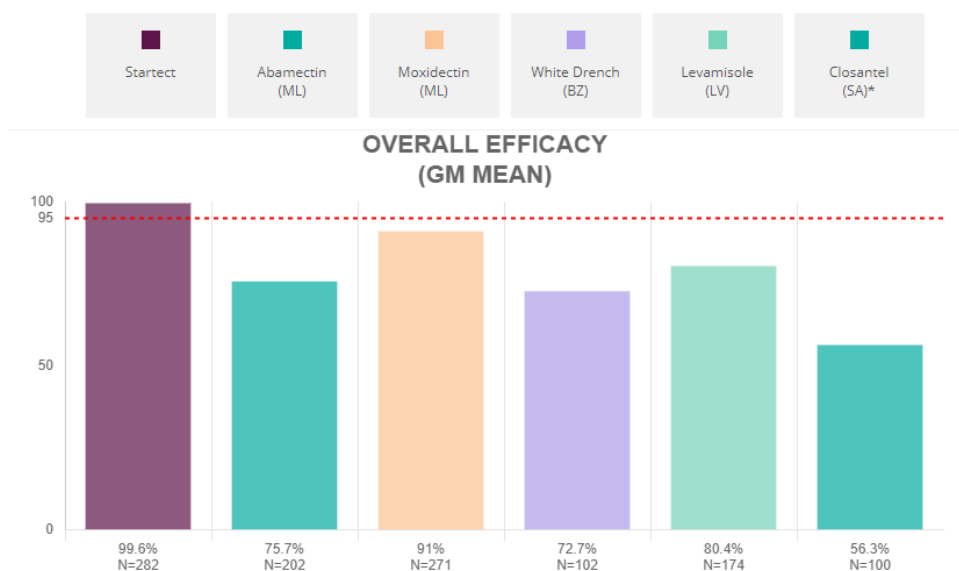 Startect
Abamectin
(ML)
Moxidectin
(ML)
White Drench
(BZ)
Levamisole
(LV)
Closantel
(SA)*
OVERALL EFFICACY
(GM MEAN)
100
95
50
0
99.6%
N=282
75.7%
N=202
91%
N=271
72.7%
N=102
80.4%
N=174
56.3%
N=100